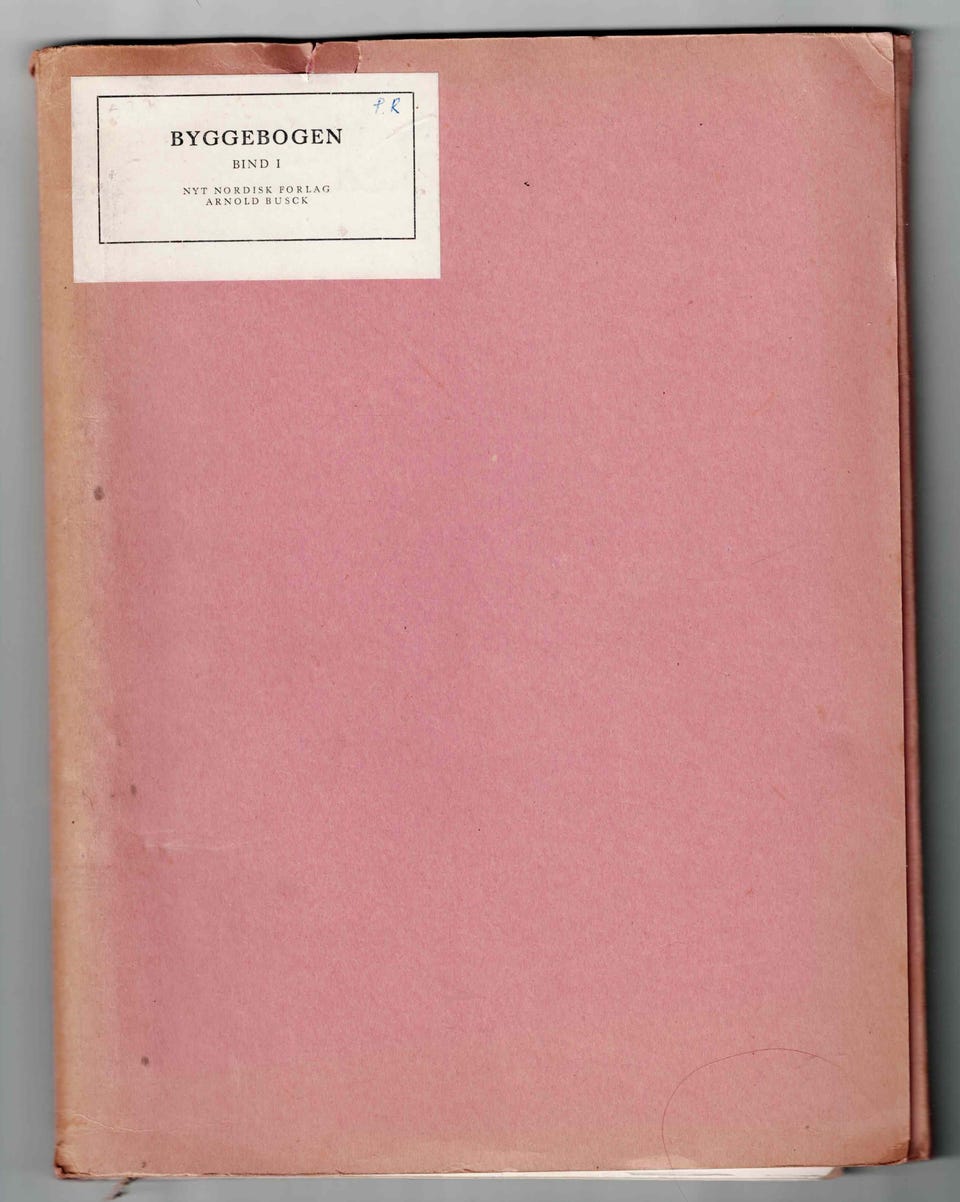 P.R
BYGGEBOGEN
BIND I
NYT NORDISK FORLAG
ARNOLD BUSCK